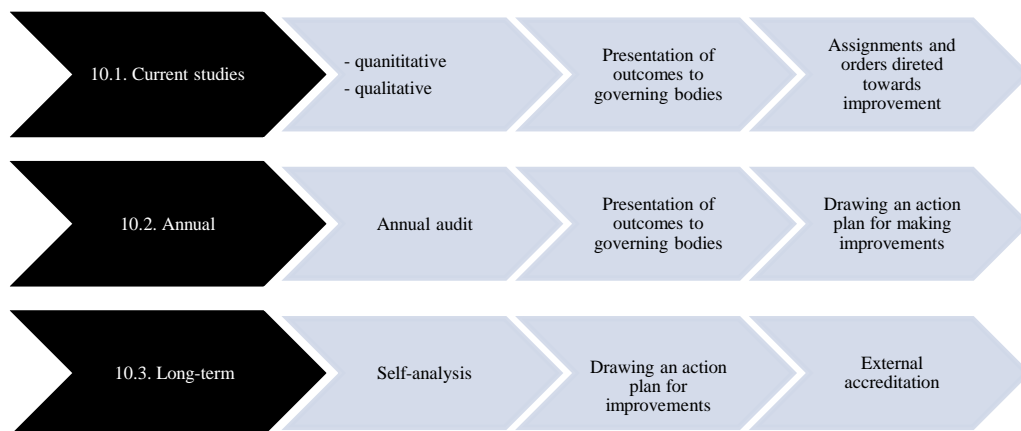 10.1. Current studies
- quanititative
- qualitative
Presentation of
outcomes to
governing bodies
Assignments and
orders direted
towards
improvement
10.2. Annual
Annual audit
Presentation of
outcomes to
governing bodies
Drawing an action
plan for making
improvements
10.3. Long-term
Self-analysis
Drawing an action
plan for
improvements
External
accreditation